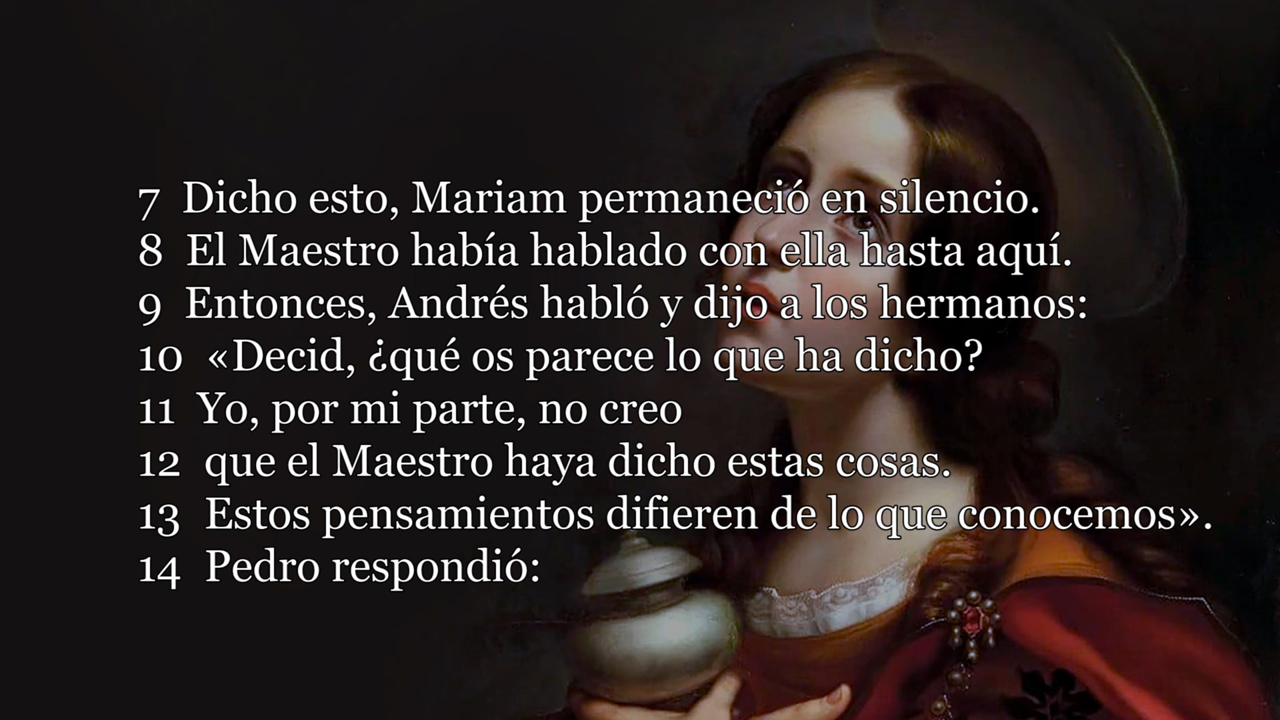 7 Dicho esto, Mariam permaneció en silencio.
8 El Maestro había hablado con ella hasta aquí.
9 Entonces, Andrés habló y dijo a los hermanos:
10 «Decid, ¿qué os parece lo que ha dicho?
11 Yo, por mi parte, no creo
12 que el Maestro haya dicho estas cosas.
13 Estos pensamientos difieren de lo que conocemos».
14 Pedro respondió: